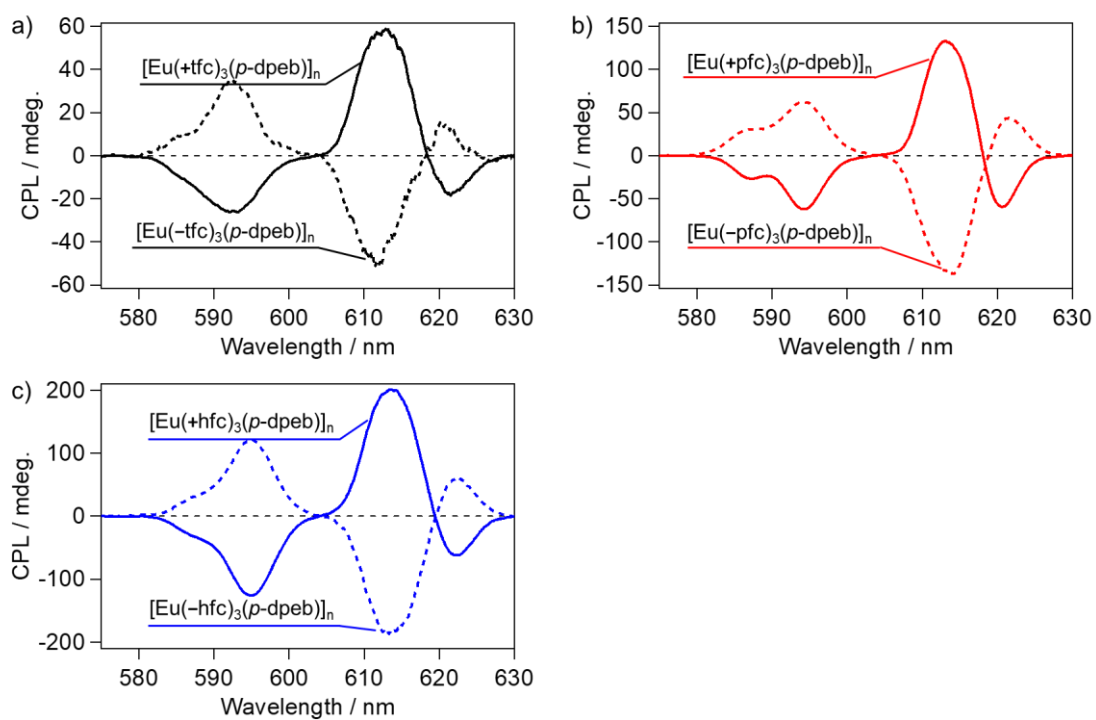 a)
60
40
20
0
-20
-40
-60
CPL / mdeg.
[Eu(+tfc)₃(p-dpeb)]ₙ
[Eu(−tfc)₃(p-dpeb)]ₙ
580 590 600 610 620 630
Wavelength / nm
b)
150
100
50
0
-50
-100
-150
CPL / mdeg.
[Eu(+pfc)₃(p-dpeb)]ₙ
[Eu(−pfc)₃(p-dpeb)]ₙ
580 590 600 610 620 630
Wavelength / nm
c)
200
100
0
-100
-200
CPL / mdeg.
[Eu(+hfc)₃(p-dpeb)]ₙ
[Eu(−hfc)₃(p-dpeb)]ₙ
580 590 600 610 620 630
Wavelength / nm